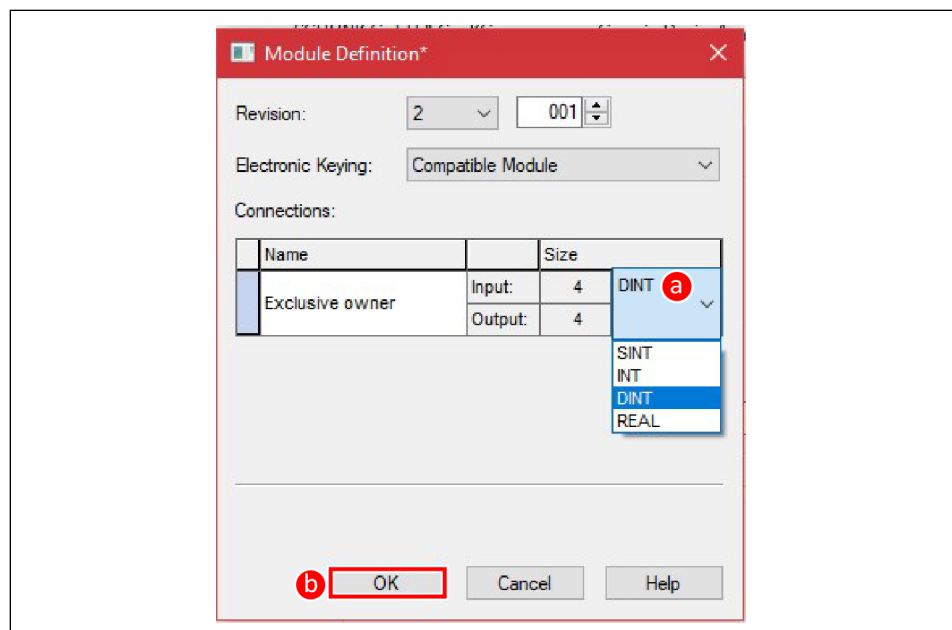 Module Definition*
Revision: 2 001
Electronic Keying: Compatible Module
Connections:
Name Size
Exclusive owner Input: 4 DINT a
Output: 4
SINT
INT
DINT
REAL
b OK Cancel Help